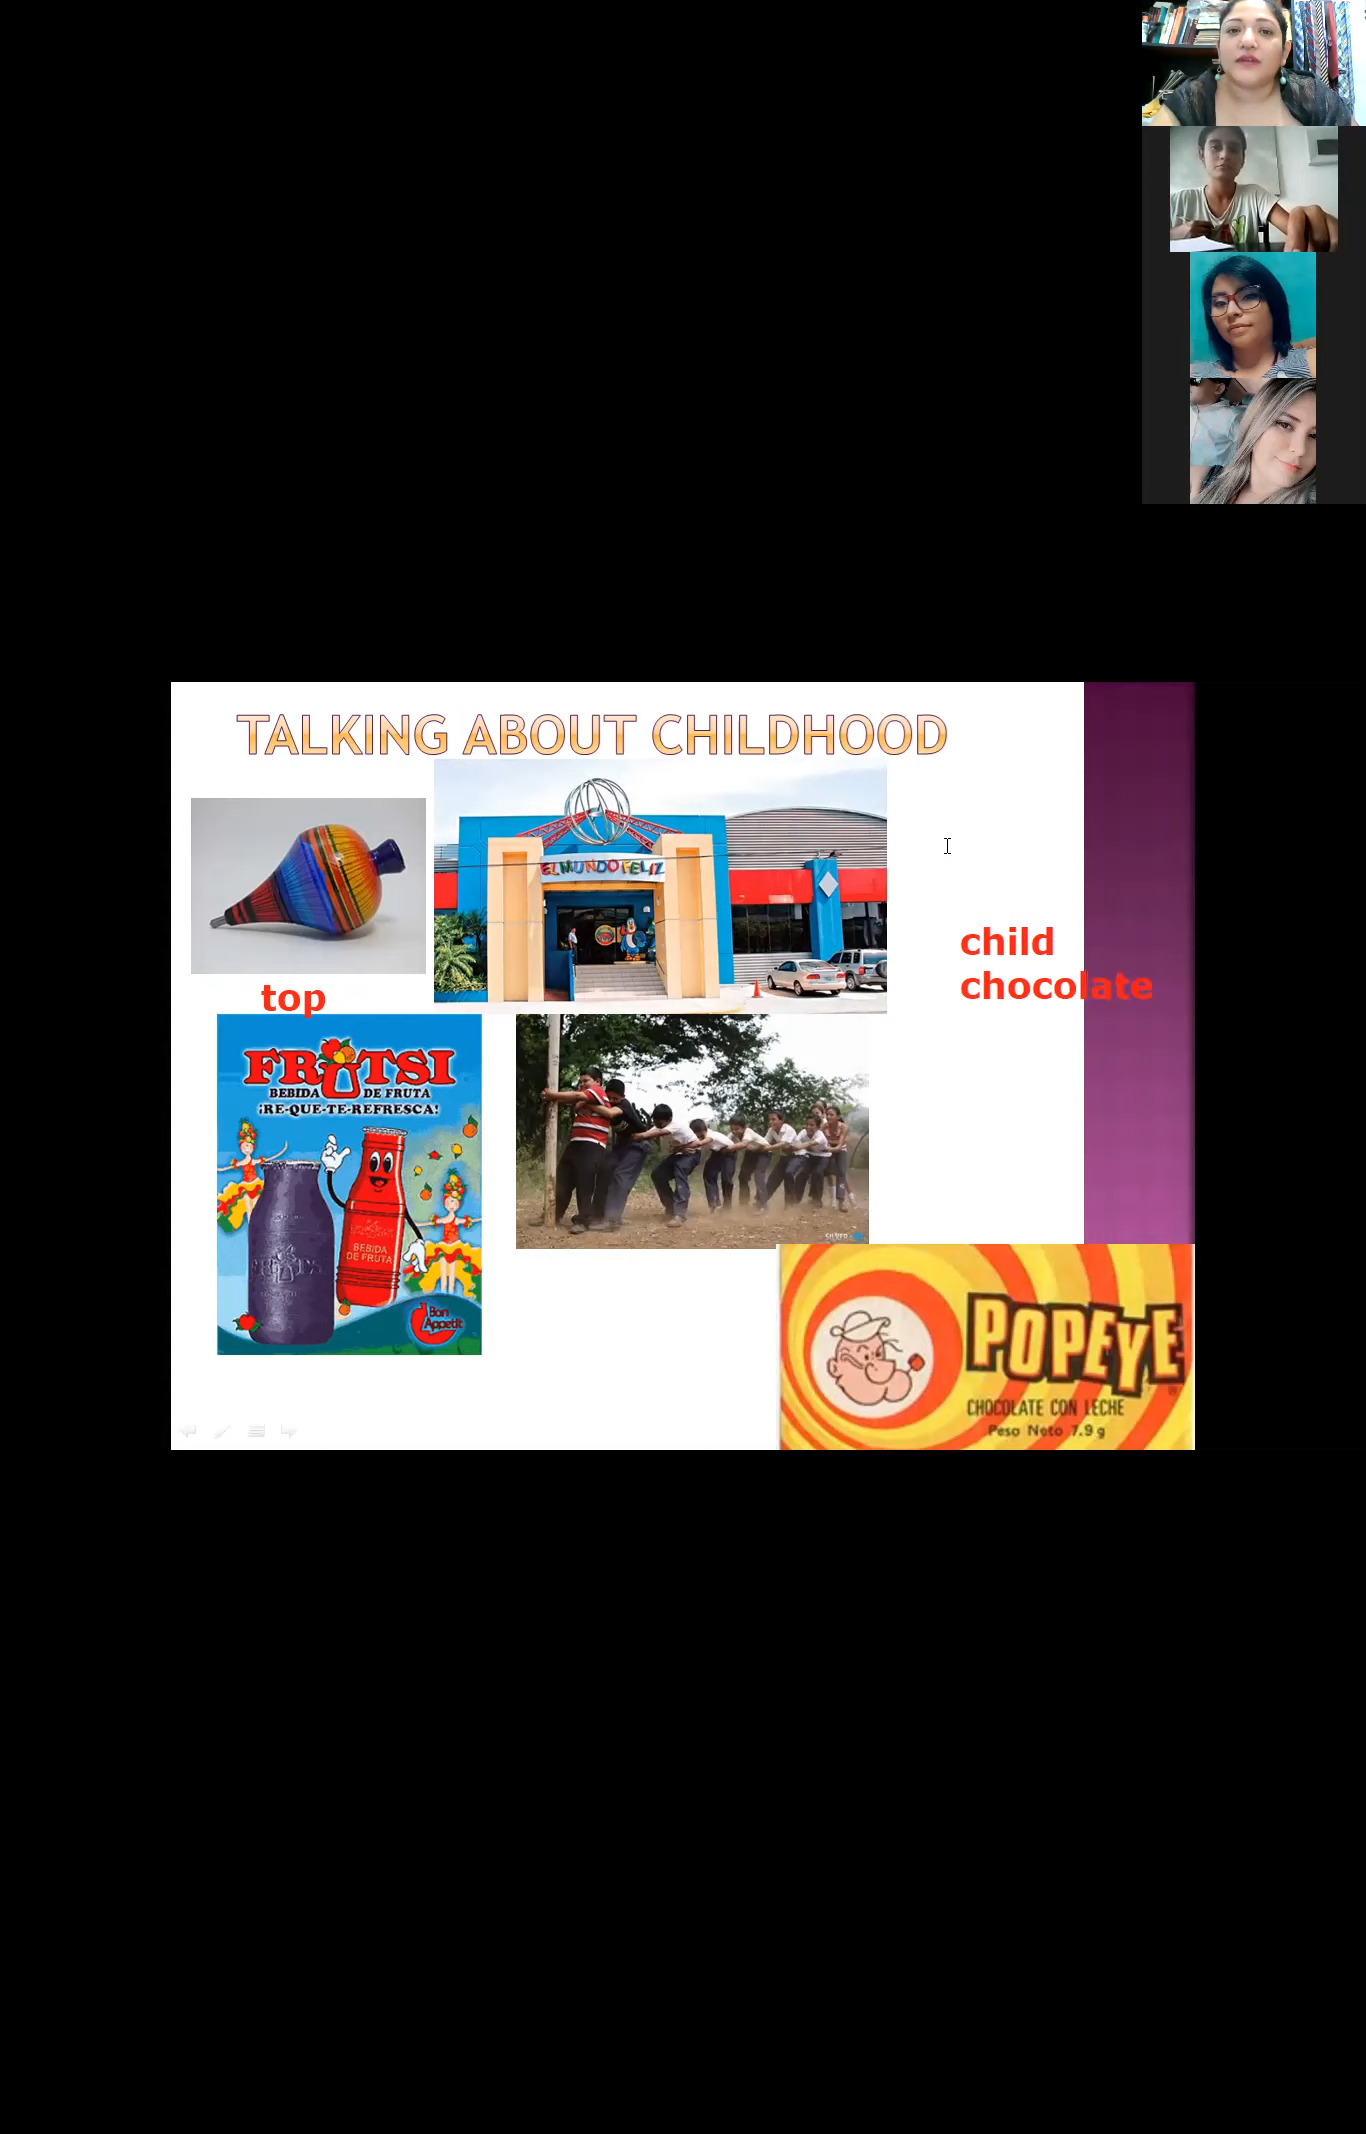 TALKING ABOUT CHILDHOOD
EL MUNDO FELIZ
child
chocolate
top
FRUTSI
BEBIDA DE FRUTA
¡RE-QUE-TE-REFRESCA!
BEBIDA
DE FRUTA
Bon
Appetit
POPEYE
CHOCOLATE CON LECHE
Peso Neto 7.9 g